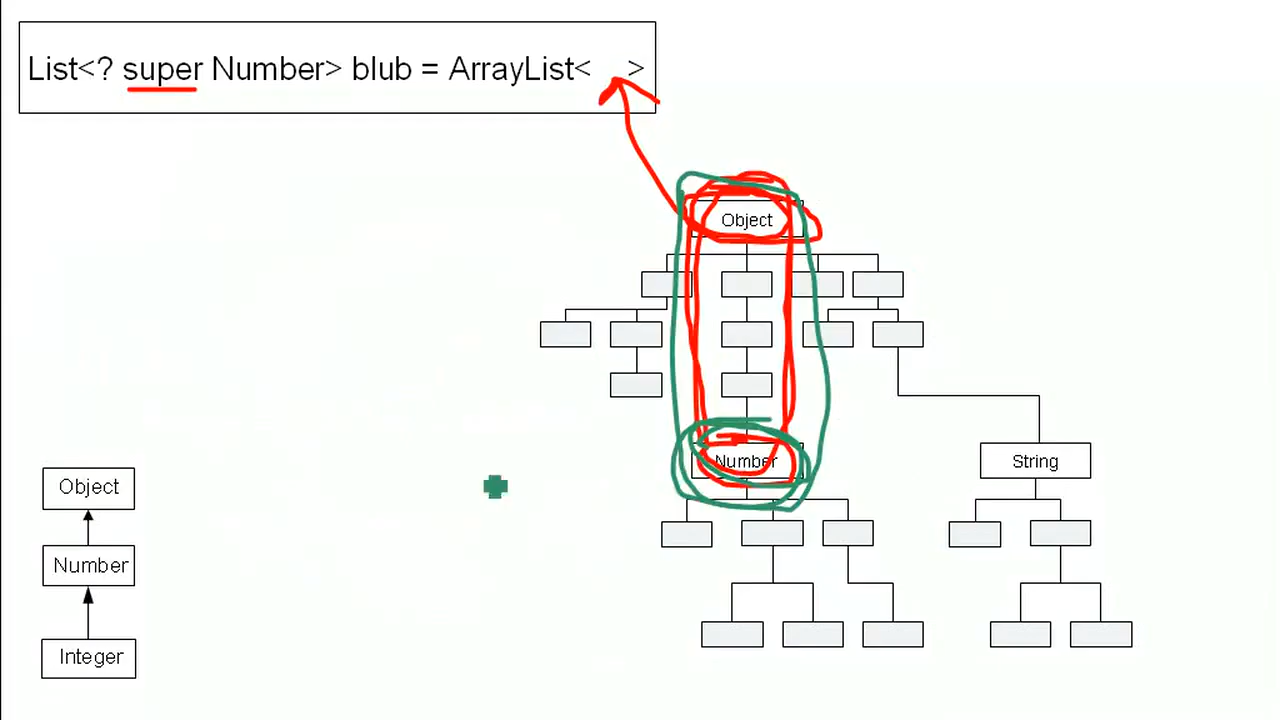 List<? super Number> blub = ArrayList<    >
Object
Number
String
Object
Number
Integer